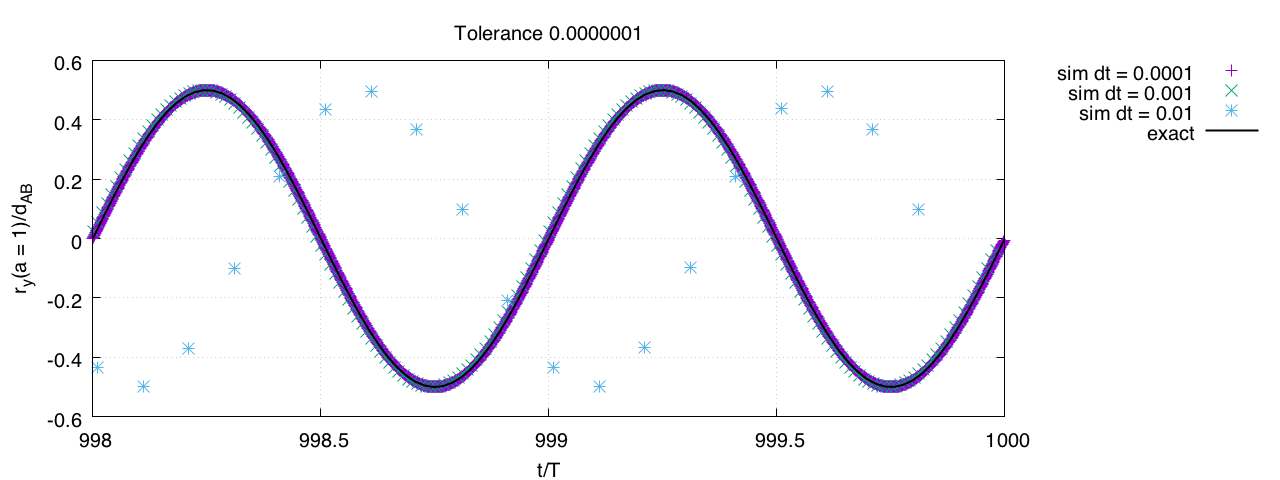 Tolerance 0.0000001
0.6
0.4
0.2
0
-0.2
-0.4
-0.6
r_y(a = 1)/d_AB
998
998.5
999
999.5
1000
t/T
sim dt = 0.0001
sim dt = 0.001
sim dt = 0.01
exact